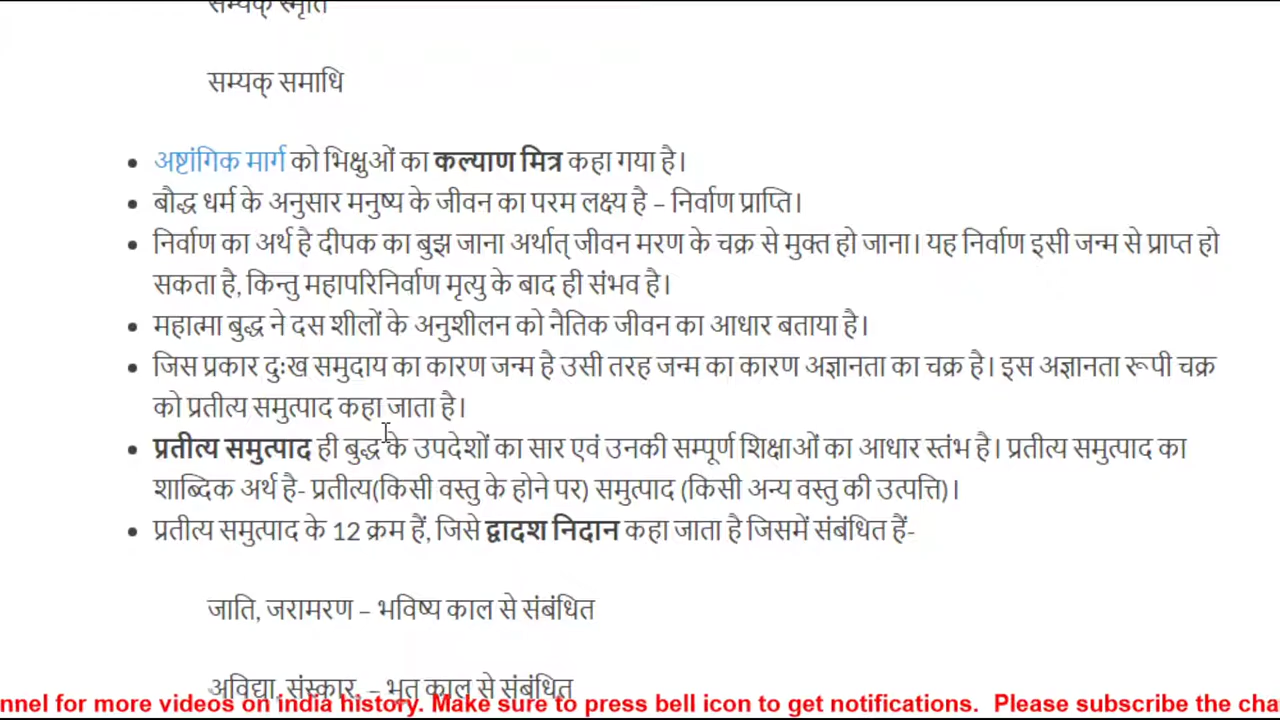 सम्यक् स्मृति
सम्यक् समाधि
अष्टांगिक मार्ग को भिक्षुओं का कल्याण मित्र कहा गया है।
बौद्ध धर्म के अनुसार मनुष्य के जीवन का परम लक्ष्य है – निर्वाण प्राप्ति।
निर्वाण का अर्थ है दीपक का बुझ जाना अर्थात् जीवन मरण के चक्र से मुक्त हो जाना। यह निर्वाण इसी जन्म से प्राप्त हो
सकता है, किन्तु महापरिनिर्वाण मृत्यु के बाद ही संभव है।
महात्मा बुद्ध ने दस शीलों के अनुशीलन को नैतिक जीवन का आधार बताया है।
जिस प्रकार दुःख समुदाय का कारण जन्म है उसी तरह जन्म का कारण अज्ञानता का चक्र है। इस अज्ञानता रूपी चक्र
को प्रतीत्य समुत्पाद कहा जाता है।
प्रतीत्य समुत्पाद ही बुद्ध के उपदेशों का सार एवं उनकी सम्पूर्ण शिक्षाओं का आधार स्तंभ है। प्रतीत्य समुत्पाद का
शाब्दिक अर्थ है- प्रतीत्य(किसी वस्तु के होने पर) समुत्पाद (किसी अन्य वस्तु की उत्पत्ति)।
प्रतीत्य समुत्पाद के 12 क्रम हैं, जिसे द्वादश निदान कहा जाता है जिसमें संबंधित हैं-
जाति, जरामरण – भविष्य काल से संबंधित
अविद्या, संस्कार, – भूत काल से संबंधित
nnel for more videos on india history. Make sure to press bell icon to get notifications. Please subscribe the cha